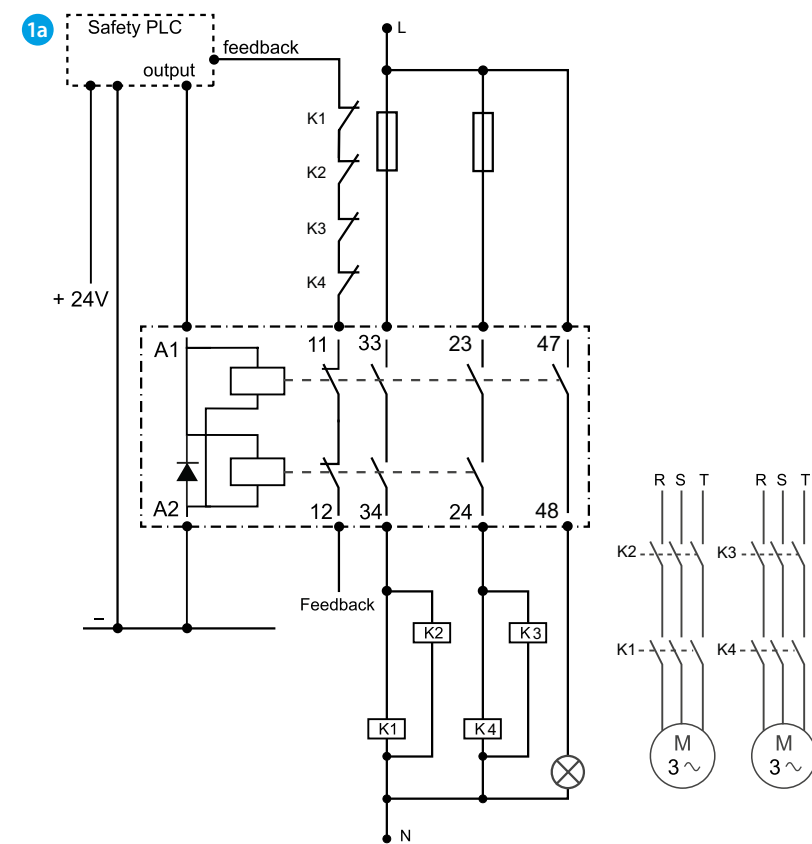 1a
Safety PLC
output
feedback
L
K1
K2
K3
K4
+ 24V
A1
11
33
23
47
A2
12
34
24
48
–
Feedback
K2
K3
K1
K4
N
R S T
R S T
K2
K3
K1
K4
M
3 ~
M
3 ~